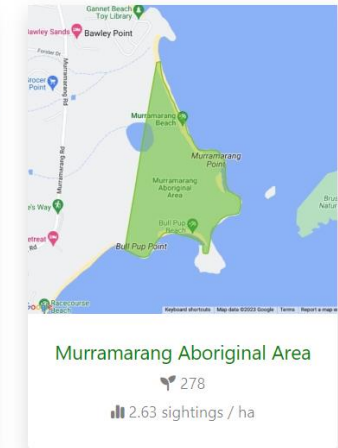 Gannet Beach
Toy Library
Bawley Point
Murramarang Rd
Murramarang
Beach
Murramarang
Point
Murramarang
Aboriginal
Area
Bull Pup
Beach
Bull Pup Point
Racecourse
Beach
Keyboard shortcuts Map data ©2023 Google Terms Report a map
Murramarang Aboriginal Area
278
2.63 sightings / ha